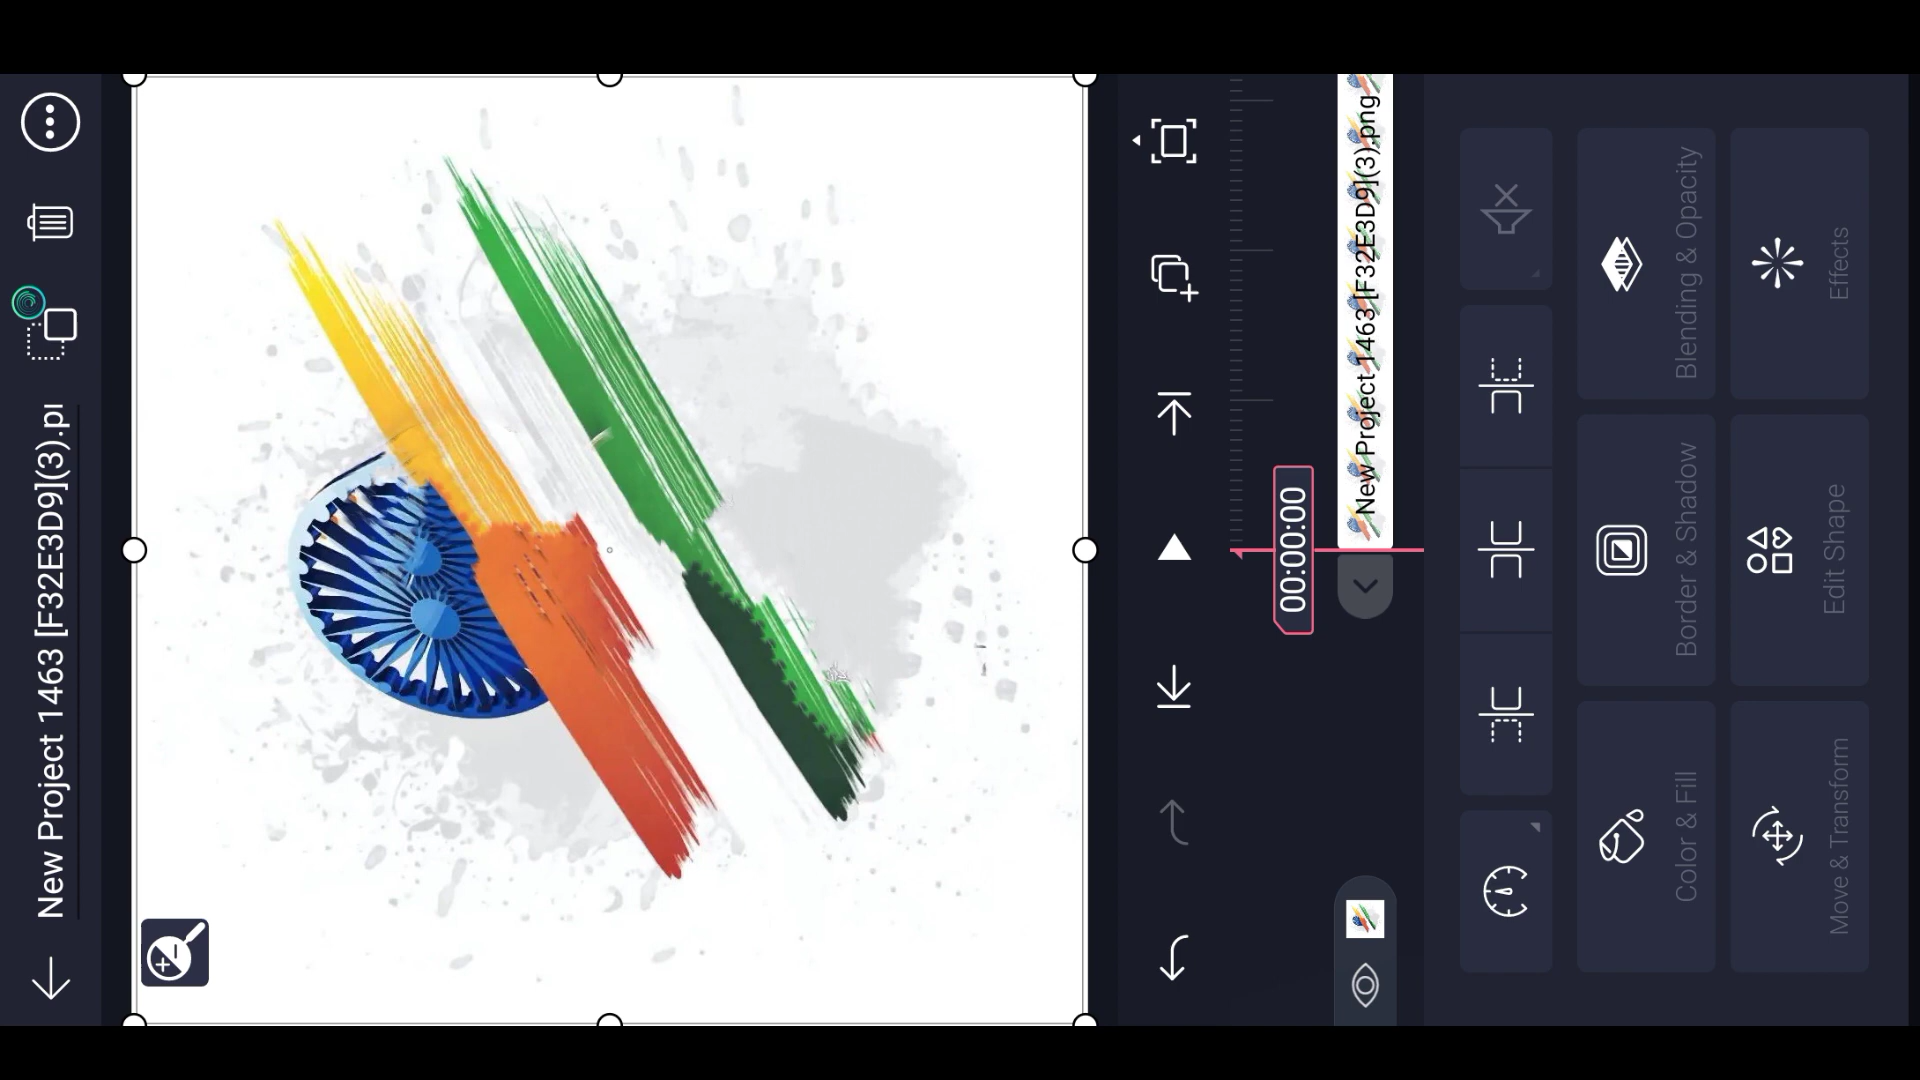 New Project 1463 [F32E3D9](3).pı
00:00:00
New Project 1463 [F32E3D9](3).png
Color & Fill
Border & Shadow
Blending & Opacity
Move & Transform
Edit Shape
Effects